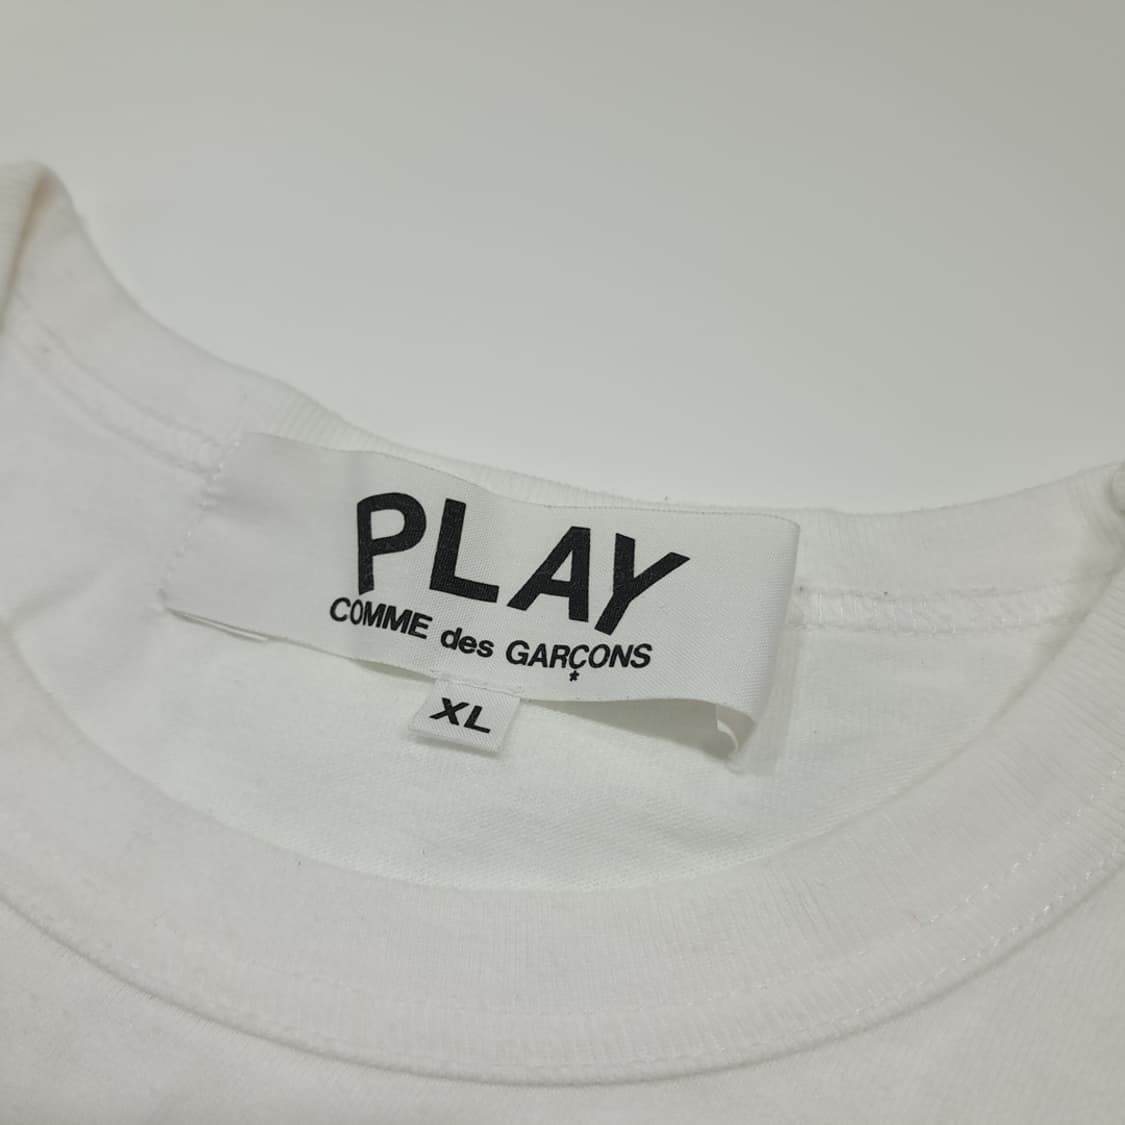 PLAY
COMME des GARÇONS
*
XL